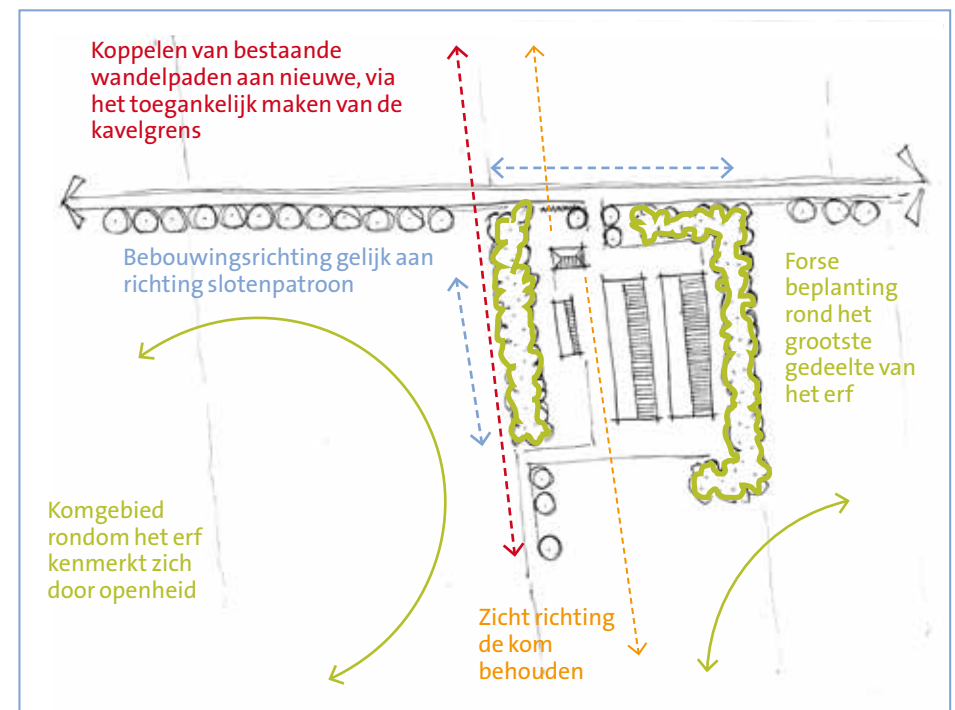 Koppelen van bestaande
wandelpaden aan nieuwe, via
het toegankelijk maken van de
kavelgrens
Bebouwingsrichting gelijk aan
richting slotenpatroon
Forse
beplanting
rond het
grootste
gedeelte van
het erf
Komgebied
rondom het erf
kenmerkt zich
door openheid
Zicht richting
de kom
behouden